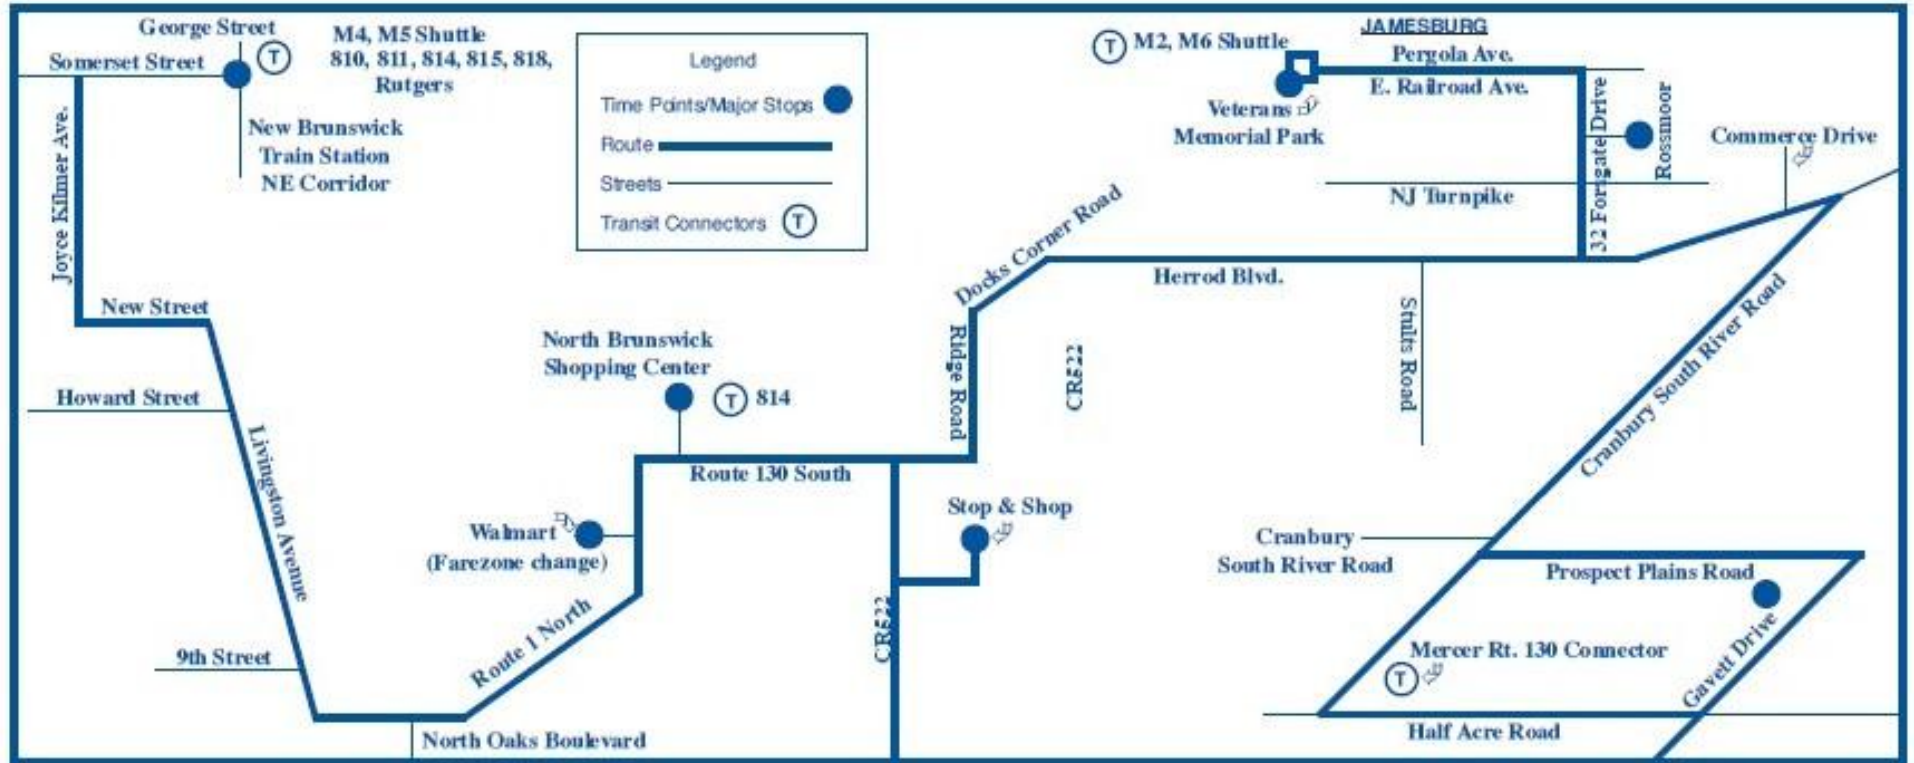 George Street
Somerset Street
T
M4, M5 Shuttle
810, 811, 814, 815, 818,
Rutgers
New Brunswick
Train Station
NE Corridor
Joyce Kilmer Ave.
New Street
Howard Street
Livingston Avenue
9th Street
North Oaks Boulevard
Route 1 North
Walmart
(Farezone change)
North Brunswick
Shopping Center
T 814
Route 130 South
Legend
Time Points/Major Stops
Route
Streets
Transit Connectors T
CR522
Stop & Shop
Ridge Road
Docks Corner Road
CR522
Herrod Blvd.
T M2, M6 Shuttle
JAMESBURG
Pergola Ave.
E. Railroad Ave.
Veterans
Memorial Park
32 Forsgate Drive
Rossmoor
NJ Turnpike
Commerce Drive
Stults Road
Cranbury South River Road
Cranbury
South River Road
Prospect Plains Road
Gavett Drive
Mercer Rt. 130 Connector
T
Half Acre Road